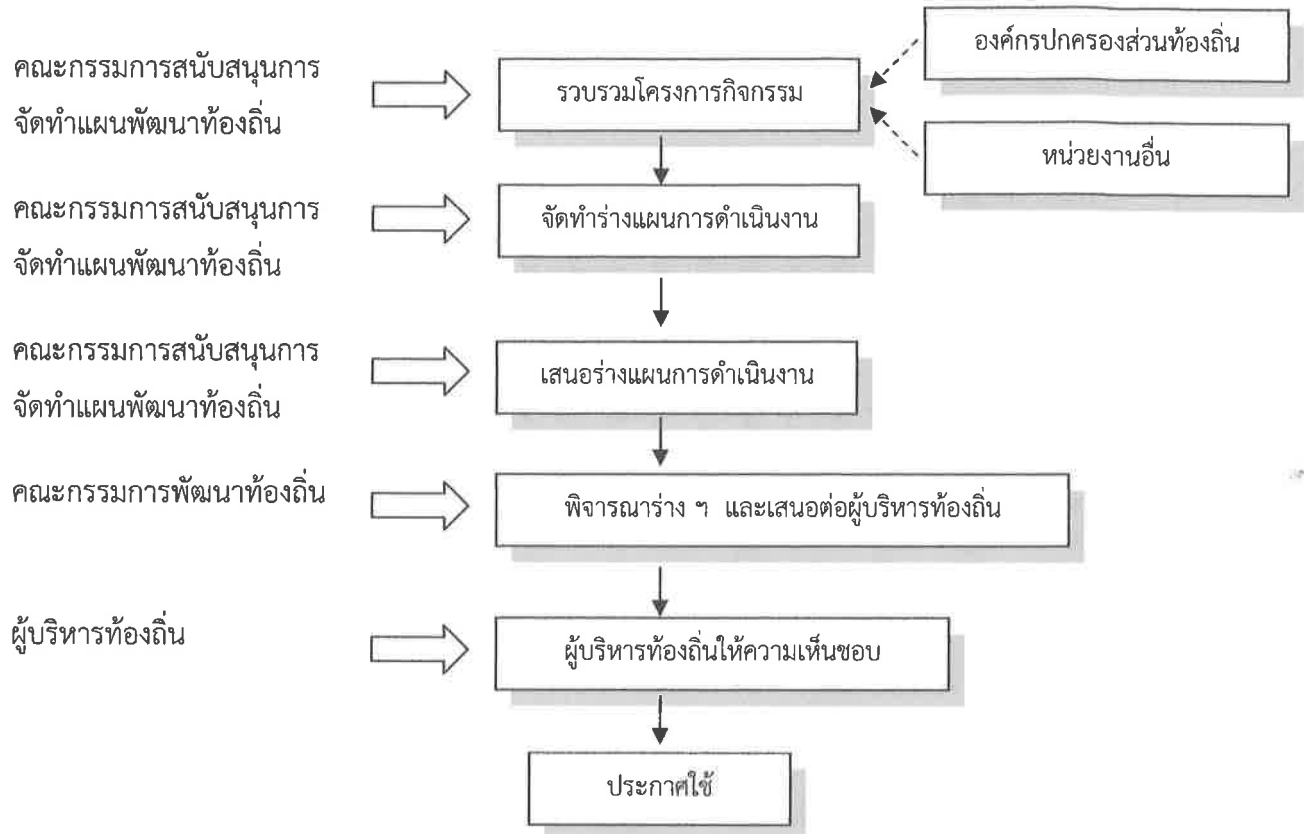 องค์กรปกครองส่วนท้องถิ่น
คณะกรรมการสนับสนุนการ
จัดทำแผนพัฒนาท้องถิ่น
รวบรวมโครงการกิจกรรม
หน่วยงานอื่น
คณะกรรมการสนับสนุนการ
จัดทำแผนพัฒนาท้องถิ่น
จัดทำร่างแผนการดำเนินงาน
คณะกรรมการสนับสนุนการ
จัดทำแผนพัฒนาท้องถิ่น
เสนอร่างแผนการดำเนินงาน
คณะกรรมการพัฒนาท้องถิ่น
พิจารณาร่าง ฯ และเสนอต่อผู้บริหารท้องถิ่น
ผู้บริหารท้องถิ่น
ผู้บริหารท้องถิ่นให้ความเห็นชอบ
ประกาศใช้